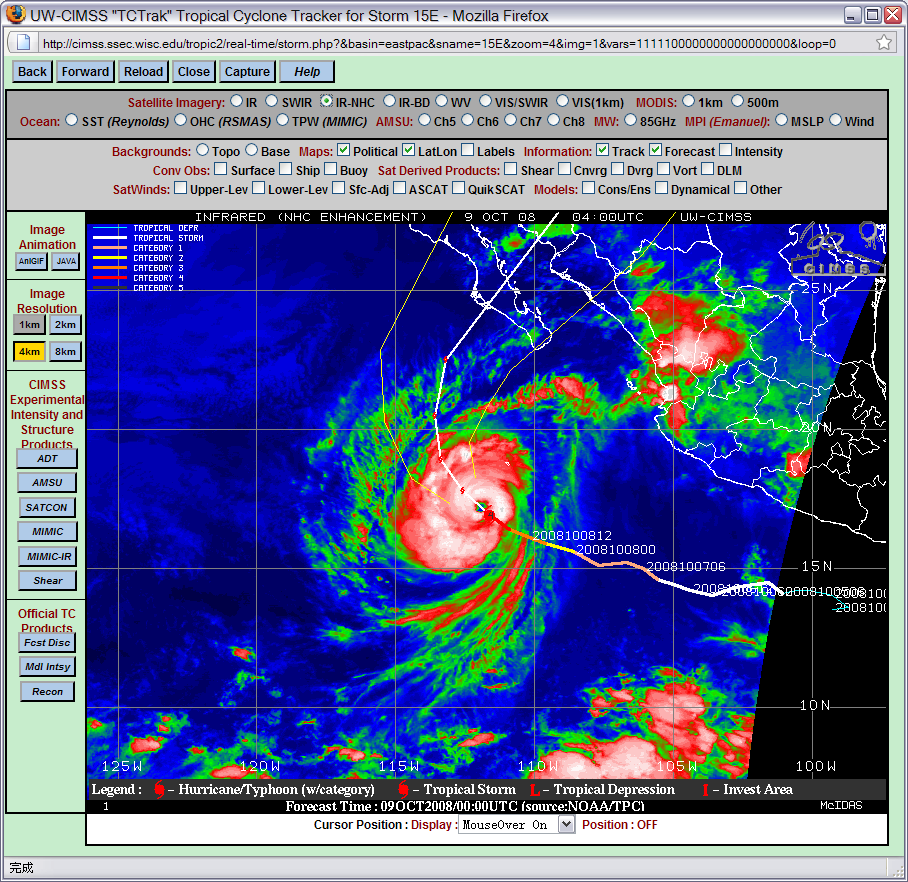 UW-CIMSS "TCTrak" Tropical Cyclone Tracker for Storm 15E - Mozilla Firefox
http://cimss.ssec.wisc.edu/tropic2/real-time/storm.php?&basin=eastpac&sname=15E&zoom=4&img=1&vars=11111000000000000000000&loop=0
Back Forward Reload Close Capture Help
Satellite Imagery: IR SWIR IR-NHC IR-BD WV VIS/SWIR VIS(1km) MODIS: 1km 500m
Ocean: SST (Reynolds) OHC (RSMAS) TPW (MIMIC) AMSU: Ch5 Ch6 Ch7 Ch8 MW: 85GHz MPI (Emanuel): MSLP Wind
Backgrounds: Topo Base Maps: Political LatLon Labels Information: Track Forecast Intensity
Conv Obs: Surface Ship Buoy Sat Derived Products: Shear Cnvrg Dvrg Vort DLM
SatWinds: Upper-Lev Lower-Lev Sfc-Adj ASCAT QuikSCAT Models: Cons/Ens Dynamical Other
Image
Animation
AniGIF JAVA
Image
Resolution
1km 2km
4km 8km
CIMSS
Experimental
Intensity and
Structure
Products
ADT
AMSU
SATCON
MIMIC
MIMIC-IR
Shear
Official TC
Products
Fcst Disc
Mdl Intsy
Recon
INFRARED (NHC ENHANCEMENT) 9 OCT 08 04:00UTC UW-CIMSS
TROPICAL DEPR
TROPICAL STORM
CATEGORY 1
CATEGORY 2
CATEGORY 3
CATEGORY 4
CATEGORY 5
CIMSS
25N
20N
2008100812
2008100800
2008100706
15N
10N
125W 120W 115W 110W 105W 100W
Legend : - Hurricane/Typhoon (w/category) - Tropical Storm L - Tropical Depression I - Invest Area
Forecast Time : 09OCT2008/00:00UTC (source:NOAA/TPC)
1 McIDAS
Cursor Position : Display : MouseOver On Position : OFF
完成